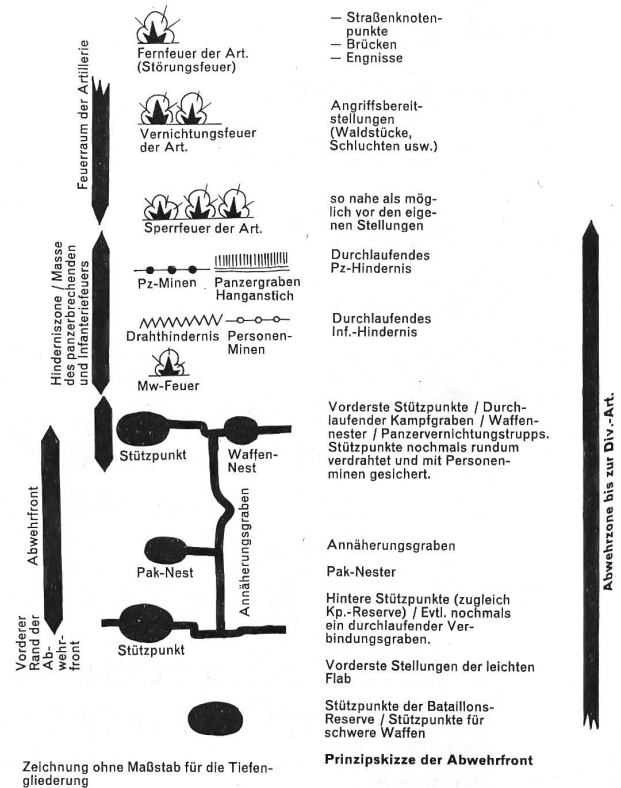 Feuerraum der Artillerie
Fernfeuer der Art.
(Störungsfeuer)
— Straßenknoten-
punkte
— Brücken
— Engnisse
Vernichtungsfeuer
der Art.
Angriffsbereit-
stellungen
(Waldstücke,
Schluchten usw.)
Sperrfeuer der Art.
so nahe als mög-
lich vor den eige-
nen Stellungen
Hinderniszone / Masse
des panzerbrechenden
und Infanteriefeuers
Pz-Minen
Panzergraben
Hanganstich
Durchlaufendes
Pz-Hindernis
Drahthindernis
Personen-
Minen
Durchlaufendes
Inf.-Hindernis
Mw-Feuer
Stützpunkt
Waffen-
Nest
Vorderste Stützpunkte / Durch-
laufender Kampfgraben / Waffen-
nester / Panzervernichtungstrupps.
Stützpunkte nochmals rundum
verdrahtet und mit Personen-
minen gesichert.
Abwehrfront
Annäherungsgraben
Annäherungsgraben
Pak-Nest
Pak-Nester
Vorderer
Rand der
Ab-
wehr-
front
Stützpunkt
Hintere Stützpunkte (zugleich
Kp.-Reserve) / Evtl. nochmals
ein durchlaufender Ver-
bindungsgraben.
Vorderste Stellungen der leichten
Flab
Stützpunkte der Bataillons-
Reserve / Stützpunkte für
schwere Waffen
Abwehrzone bis zur Div.-Art.
Zeichnung ohne Maßstab für die Tiefen-
gliederung
Prinzipskizze der Abwehrfront